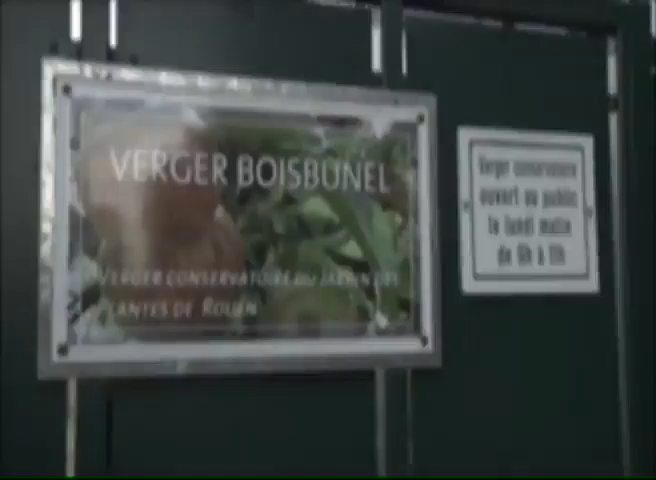 VERGER BOISBUNEL
VERGER CONSERVATOIRE DU JARDIN DES
PLANTES DE ROUEN
Verger conservatoire
ouvert au public
le lundi matin
de 8h à 11h